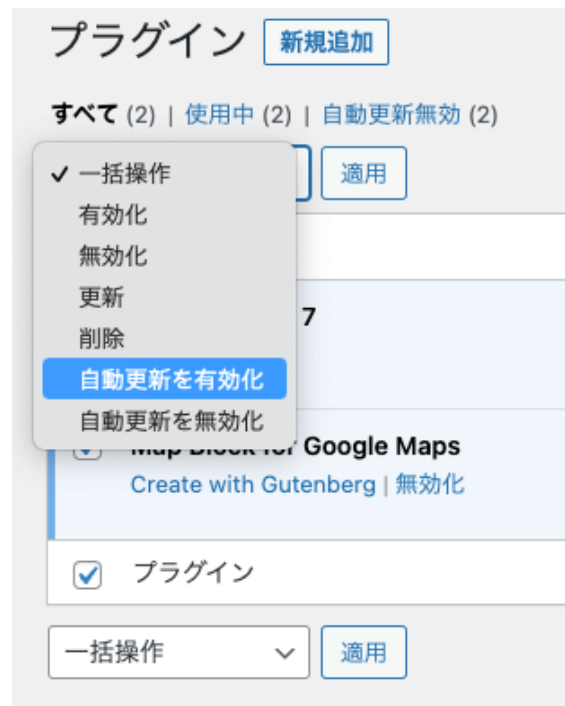 プラグイン 新規追加
すべて (2) | 使用中 (2) | 自動更新無効 (2)
✓ 一括操作 適用
有効化
無効化
更新
7
削除
自動更新を有効化
自動更新を無効化
Map Block for Google Maps
Create with Gutenberg | 無効化
プラグイン
一括操作 適用